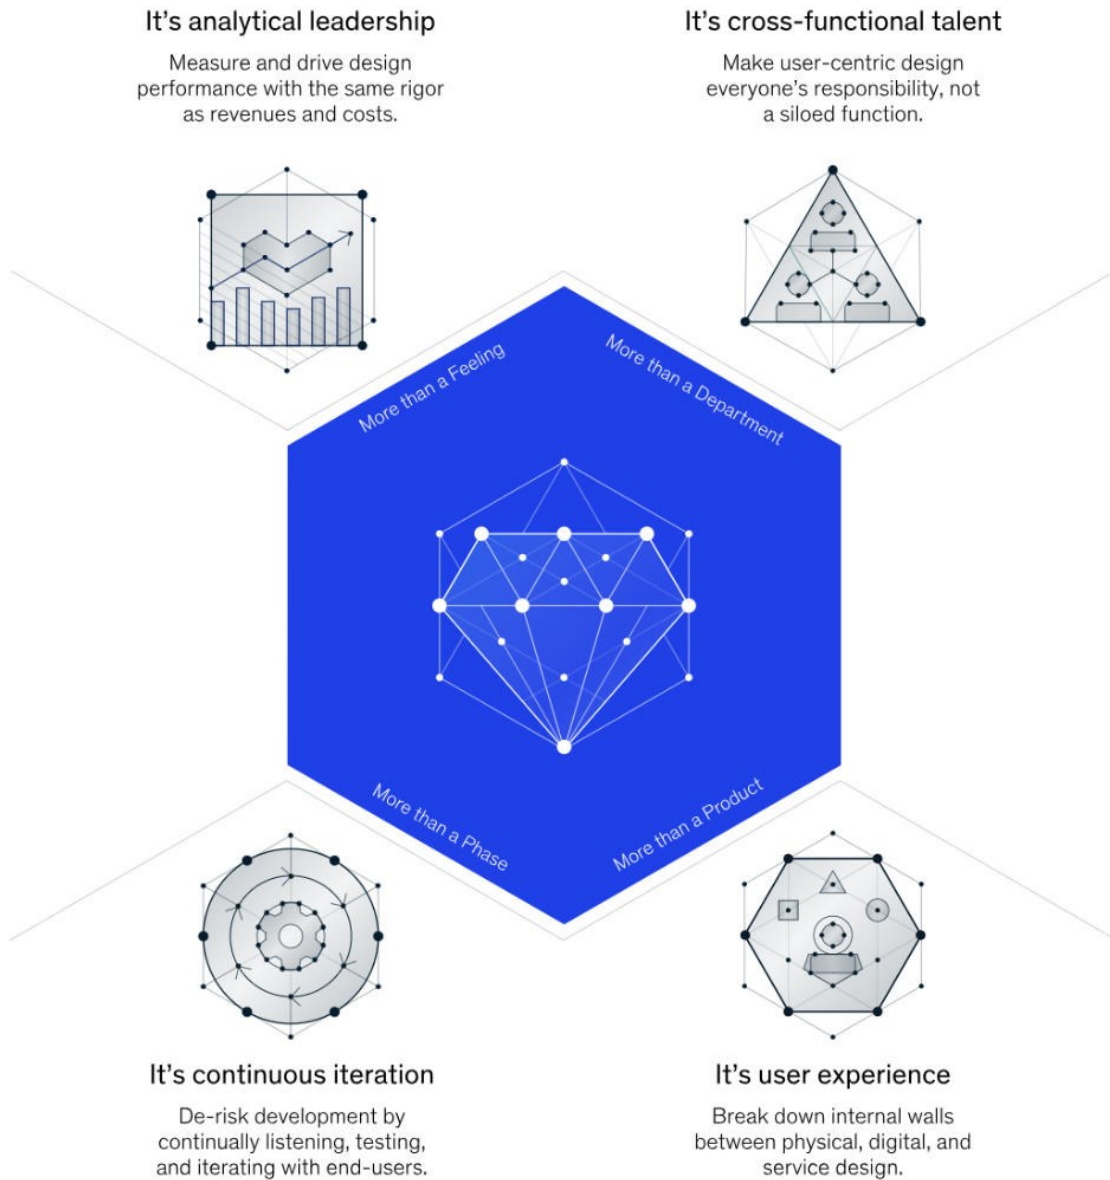 It’s analytical leadership
Measure and drive design
performance with the same rigor
as revenues and costs.
It’s cross-functional talent
Make user-centric design
everyone’s responsibility, not
a siloed function.
More than a Feeling
More than a Department
More than a Phase
More than a Product
It’s continuous iteration
De-risk development by
continually listening, testing,
and iterating with end-users.
It’s user experience
Break down internal walls
between physical, digital, and
service design.